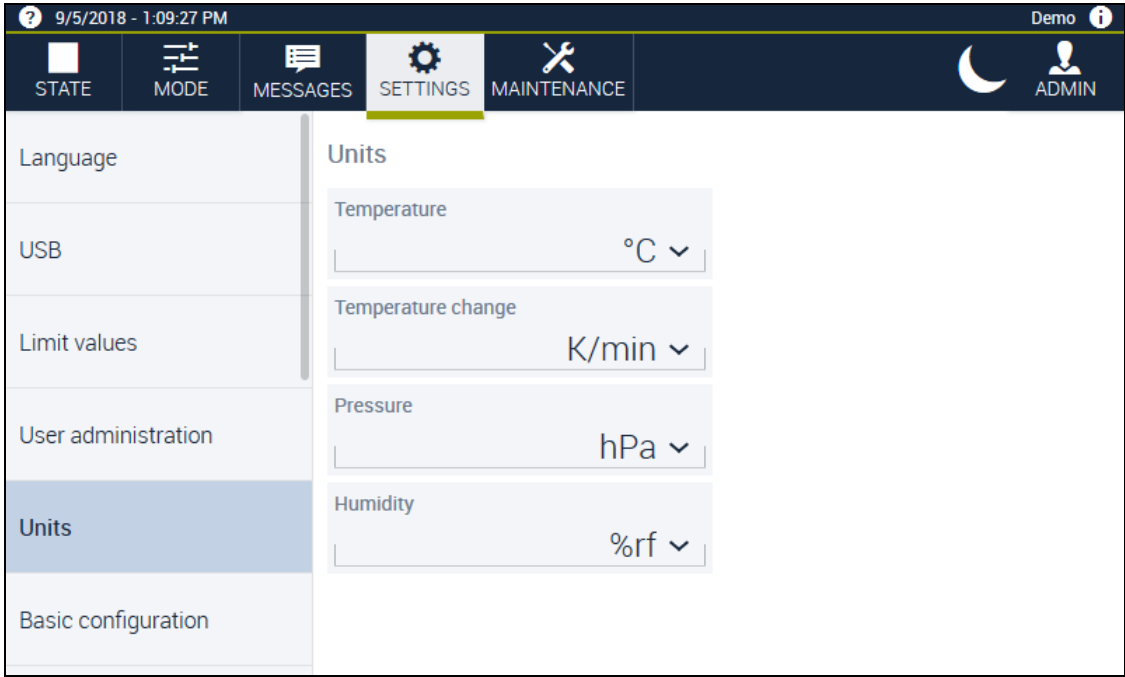 ? 9/5/2018 - 1:09:27 PM Demo i
STATE MODE MESSAGES SETTINGS MAINTENANCE ADMIN
Language
USB
Limit values
User administration
Units
Basic configuration
Units
Temperature
°C
Temperature change
K/min
Pressure
hPa
Humidity
%rf